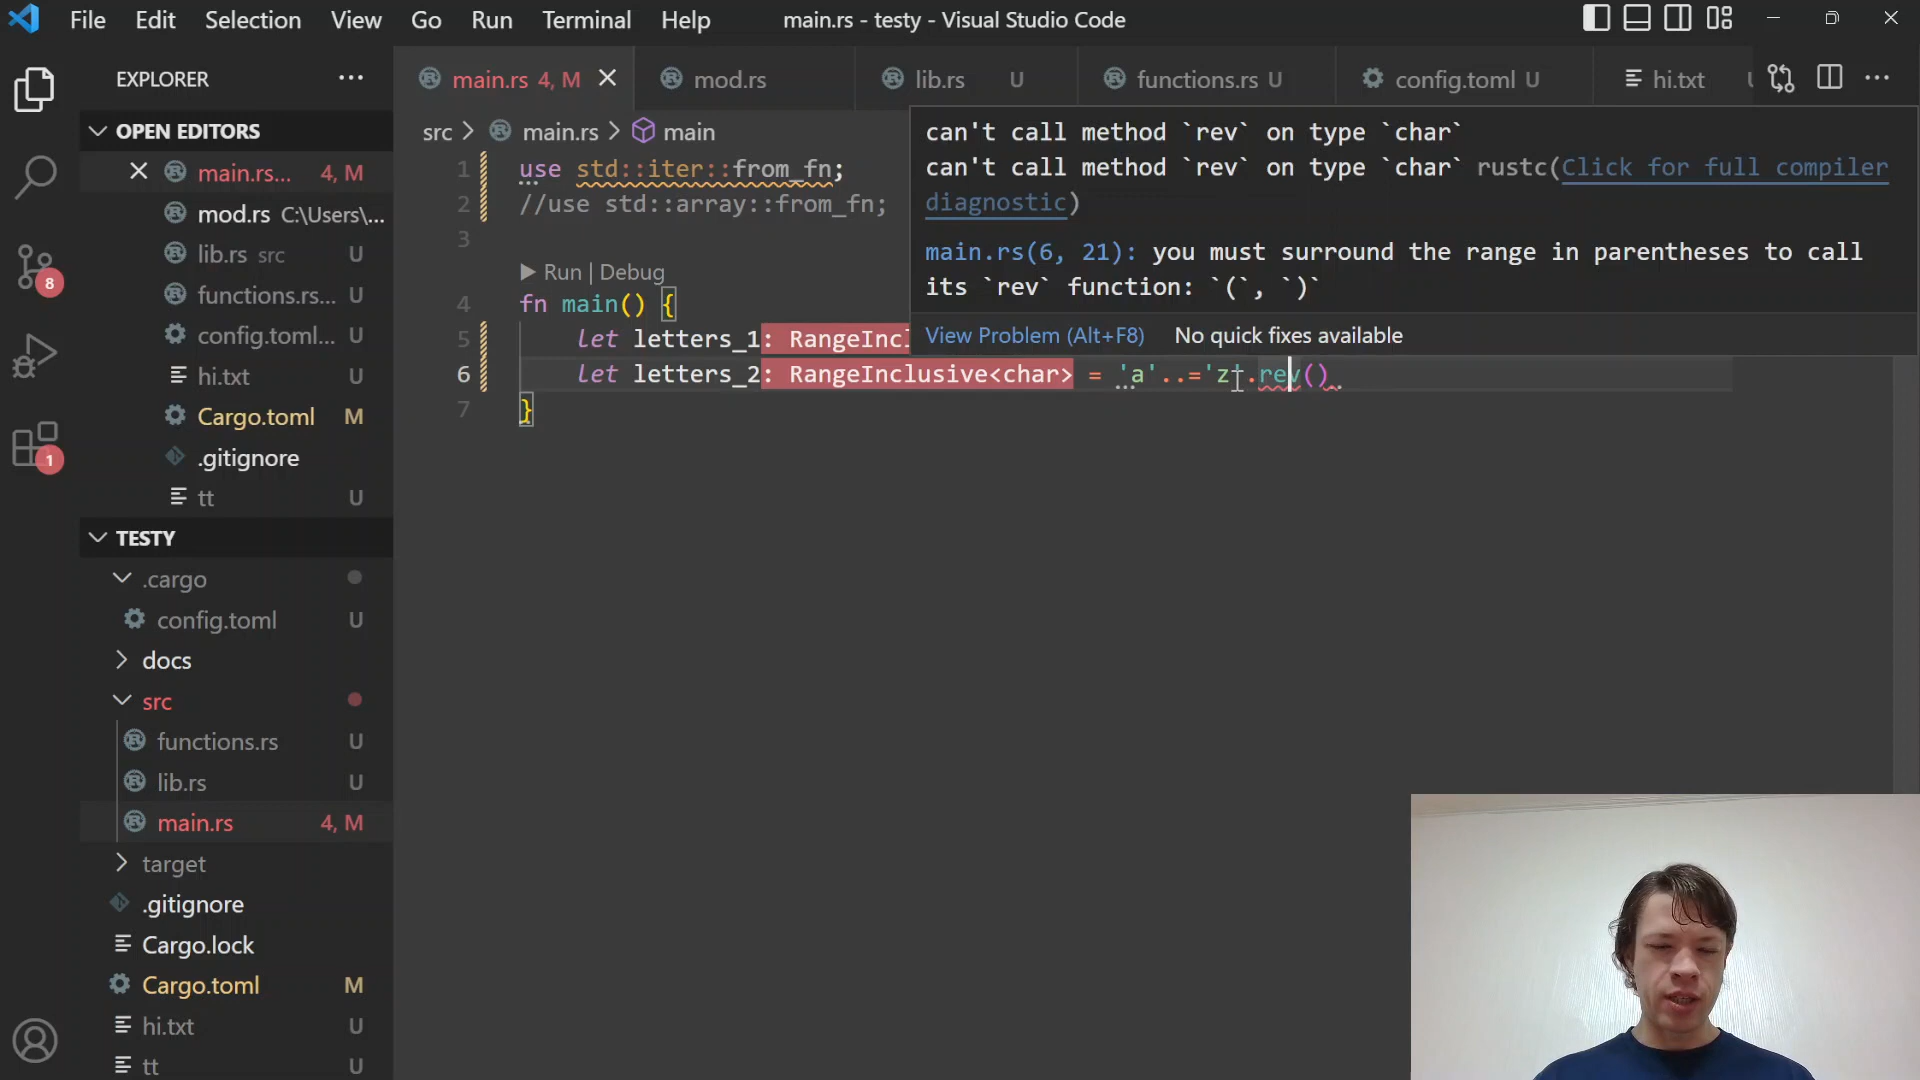 File Edit Selection View Go Run Terminal Help main.rs - testy - Visual Studio Code
EXPLORER
OPEN EDITORS
main.rs... 4, M
mod.rs C:\Users\...
lib.rs src U
functions.rs... U
config.toml... U
hi.txt U
Cargo.toml M
.gitignore
tt U
TESTY
.cargo
config.toml U
docs
src
functions.rs U
lib.rs U
main.rs 4, M
target
.gitignore
Cargo.lock
Cargo.toml M
hi.txt U
tt U
8
1
main.rs 4, M mod.rs lib.rs U functions.rs U config.toml U hi.txt
src > main.rs > main
1 use std::iter::from_fn;
2 //use std::array::from_fn;
3
Run | Debug
4 fn main() {
5 let letters_1: RangeIncl
6 let letters_2: RangeInclusive<char> = 'a'..='z'.rev()
7 }
can't call method `rev` on type `char`
can't call method `rev` on type `char` rustc(Click for full compiler
diagnostic)
main.rs(6, 21): you must surround the range in parentheses to call
its `rev` function: `(`, `)`
View Problem (Alt+F8) No quick fixes available